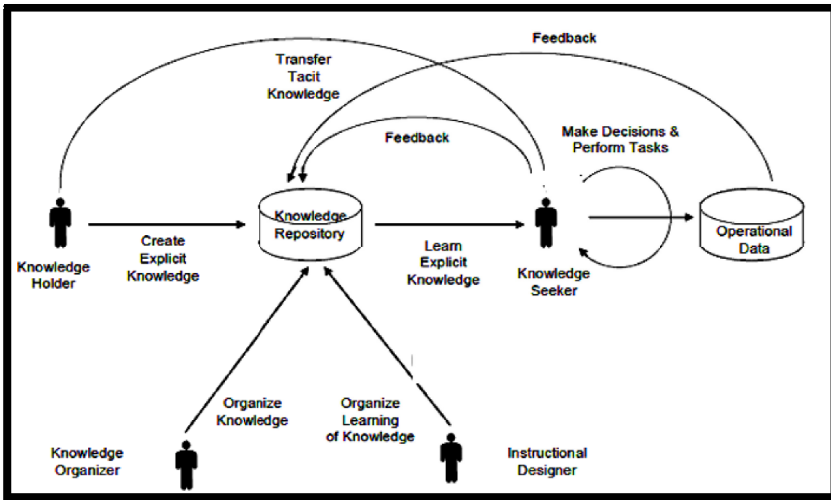 Transfer
Tacit
Knowledge
Feedback
Feedback
Make Decisions &
Perform Tasks
Knowledge
Repository
Operational
Data
Create
Explicit
Knowledge
Learn
Explicit
Knowledge
Knowledge
Holder
Knowledge
Seeker
Organize
Knowledge
Organize
Learning
of Knowledge
Knowledge
Organizer
Instructional
Designer